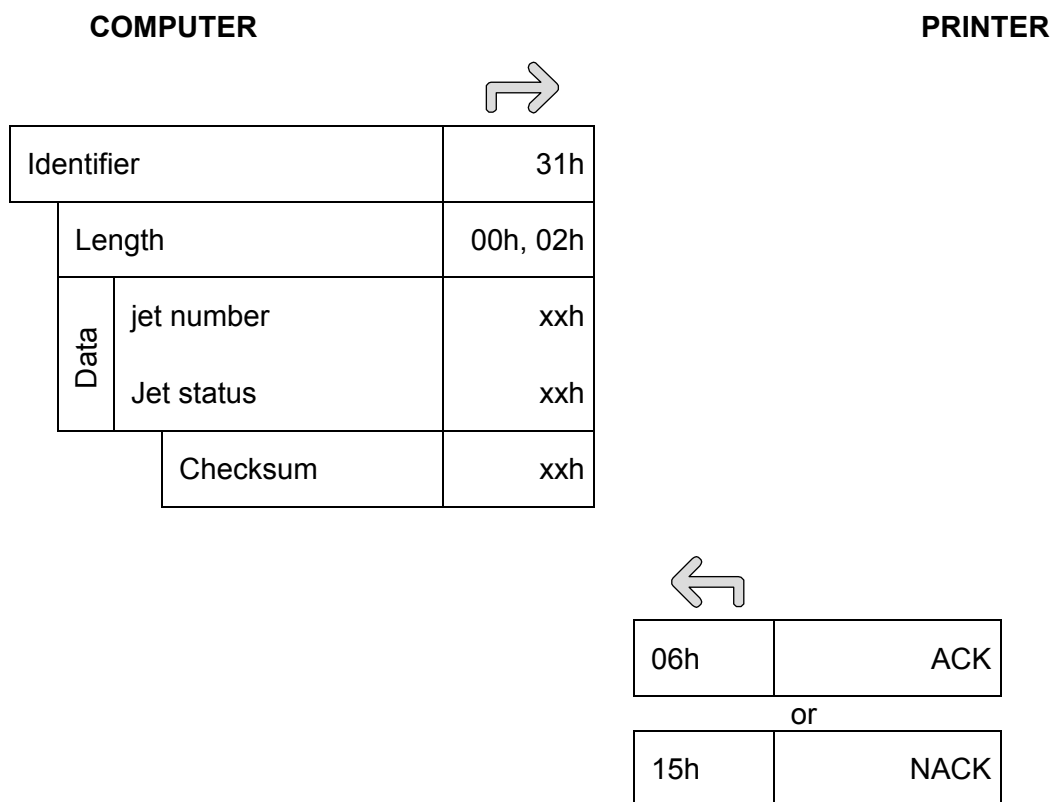 COMPUTER PRINTER
Identifier 31h
Length 00h, 02h
Data
jet number xxh
Jet status xxh
Checksum xxh
06h ACK
or
15h NACK